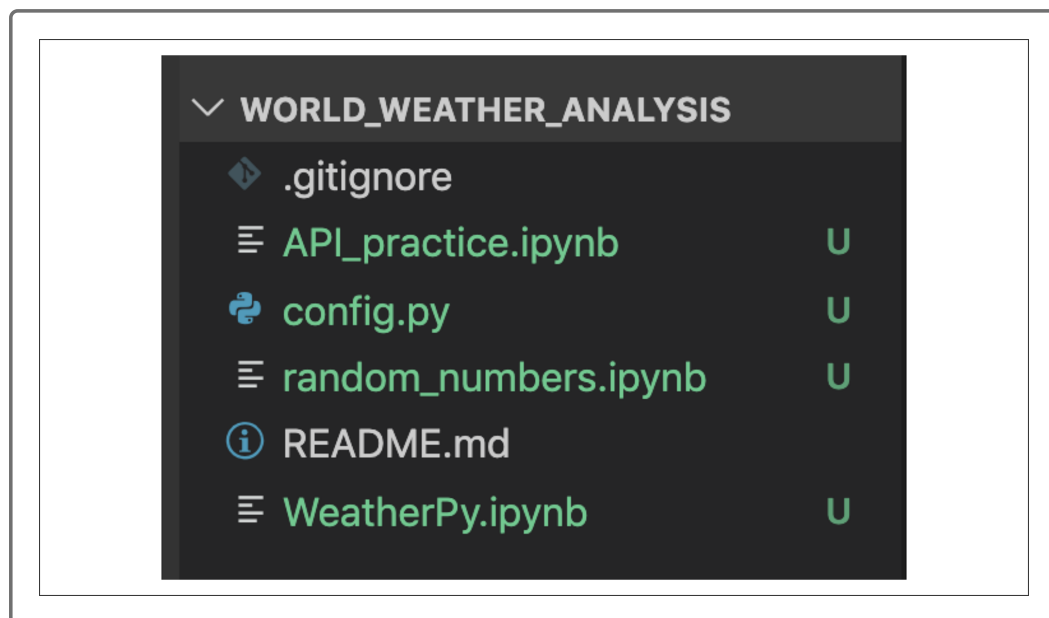 WORLD_WEATHER_ANALYSIS
.gitignore
API_practice.ipynb U
config.py U
random_numbers.ipynb U
README.md
WeatherPy.ipynb U